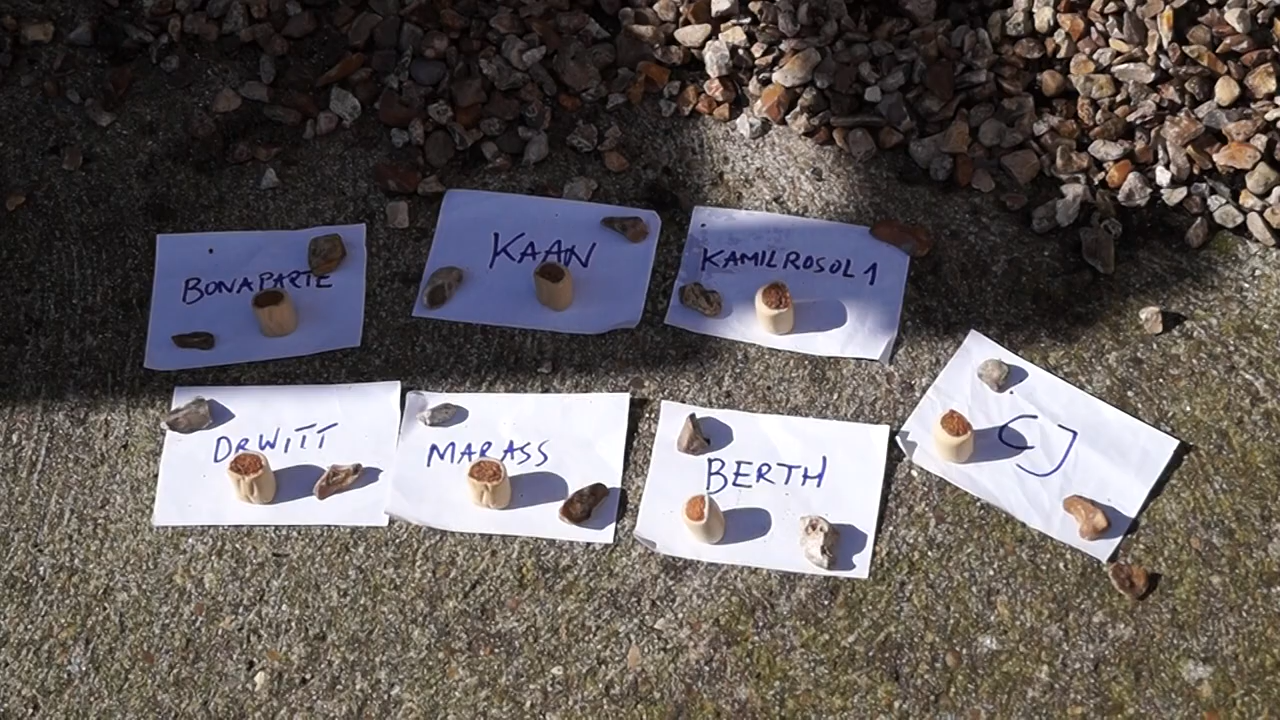 BONAPARTE
KAAN
KAMILROSOL1
DRWITT
MARASS
BERTH
CJ